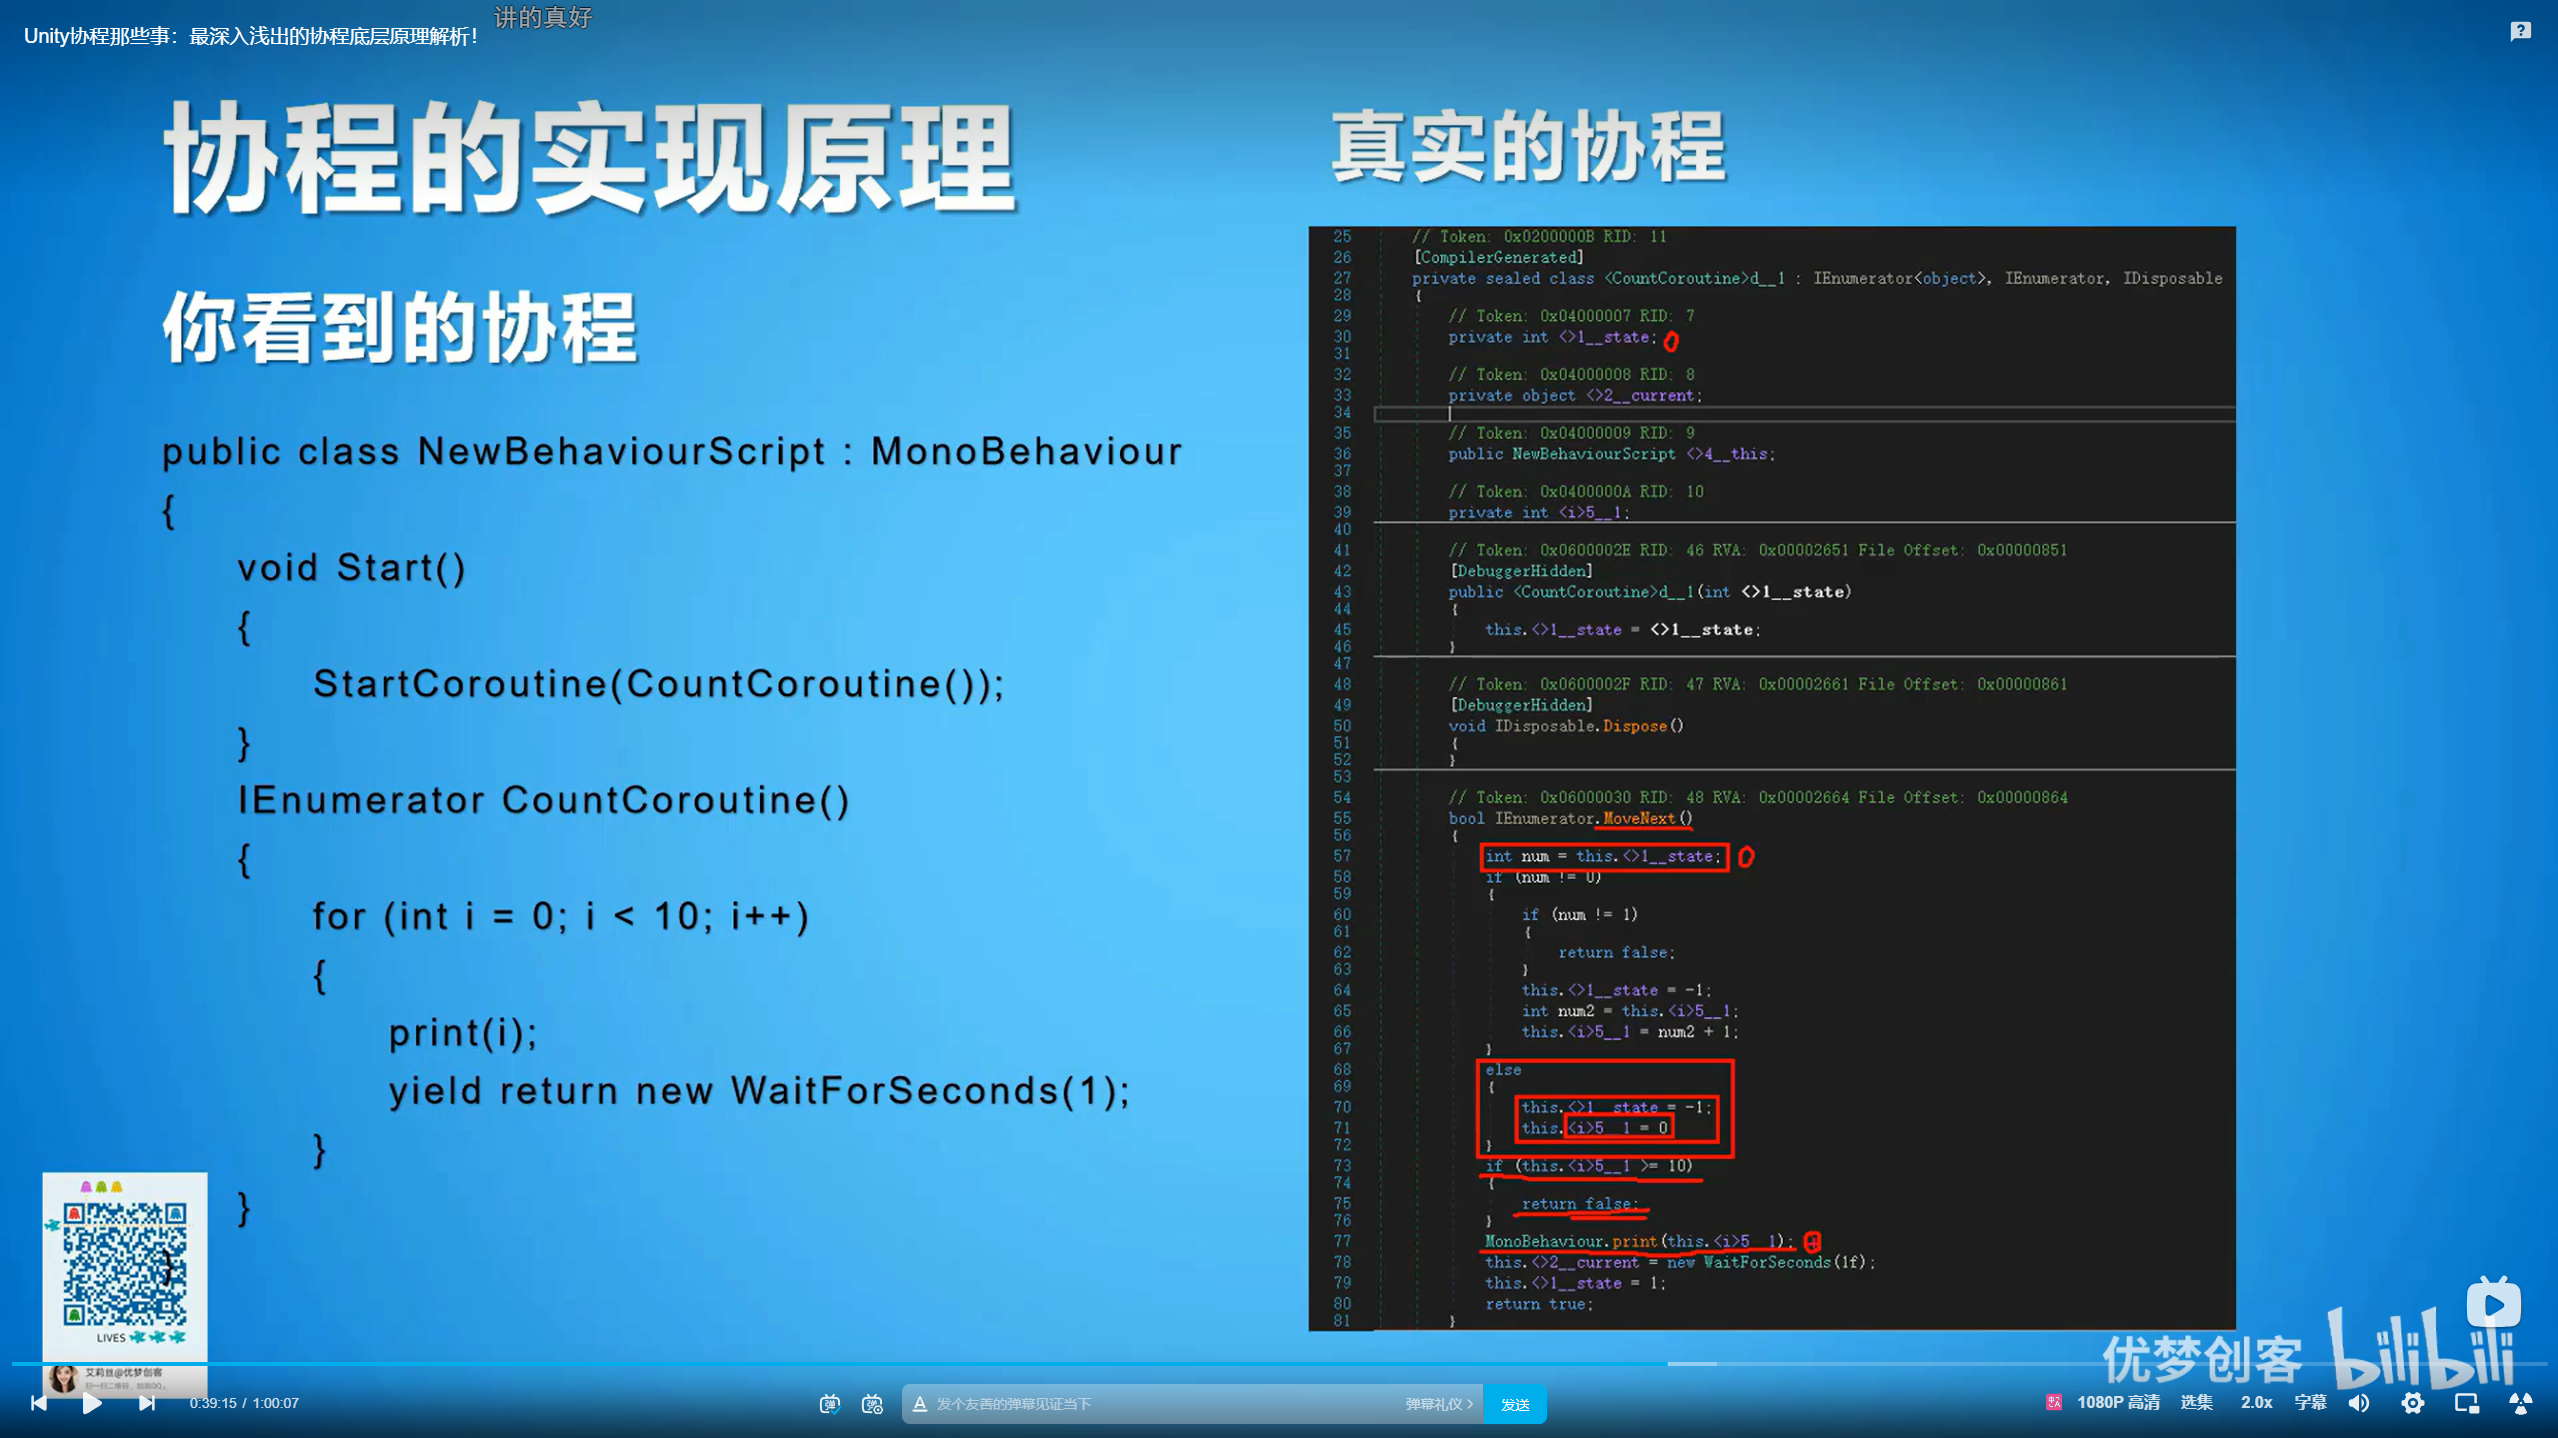 讲的真好
Unity协程那些事：最深入浅出的协程底层原理解析！
协程的实现原理
你看到的协程
public class NewBehaviourScript : MonoBehaviour
{
void Start()
{
StartCoroutine(CountCoroutine());
}
IEnumerator CountCoroutine()
{
for (int i = 0; i < 10; i++)
{
print(i);
yield return new WaitForSeconds(1);
}
}
}
真实的协程
25 // Token: 0x0200000B RID: 11
26 [CompilerGenerated]
27 private sealed class <CountCoroutine>d__1 : IEnumerator<object>, IEnumerator, IDisposable
28 {
29 // Token: 0x04000007 RID: 7
30 private int <>1__state; 0
31
32 // Token: 0x04000008 RID: 8
33 private object <>2__current;
34
35 // Token: 0x04000009 RID: 9
36 public NewBehaviourScript <>4__this;
37
38 // Token: 0x0400000A RID: 10
39 private int <i>5__1;
40
41 // Token: 0x0600002E RID: 46 RVA: 0x00002651 File Offset: 0x00000851
42 [DebuggerHidden]
43 public <CountCoroutine>d__1(int <>1__state)
44 {
45 this.<>1__state = <>1__state;
46 }
47
48 // Token: 0x0600002F RID: 47 RVA: 0x00002661 File Offset: 0x00000861
49 [DebuggerHidden]
50 void IDisposable.Dispose()
51 {
52 }
53
54 // Token: 0x06000030 RID: 48 RVA: 0x00002664 File Offset: 0x00000864
55 bool IEnumerator.MoveNext()
56 {
57 int num = this.<>1__state; 0
58 if (num != 0)
59 {
60 if (num != 1)
61 {
62 return false;
63 }
64 this.<>1__state = -1;
65 int num2 = this.<i>5__1;
66 this.<i>5__1 = num2 + 1;
67 }
68 else
69 {
70 this.<>1__state = -1;
71 this.<i>5__1 = 0
72 }
73 if (this.<i>5__1 >= 10)
74 {
75 return false;
76 }
77 MonoBehaviour.print(this.<i>5__1);
78 this.<>2__current = new WaitForSeconds(1f);
79 this.<>1__state = 1;
80 return true;
81 }
LIVES
艾莉丝@优梦创客
优梦创客 bilibili
0:39:15 / 1:00:07
发个友善的弹幕见证当下
弹幕礼仪 >
发送
1080P 高清
选集
2.0x
字幕